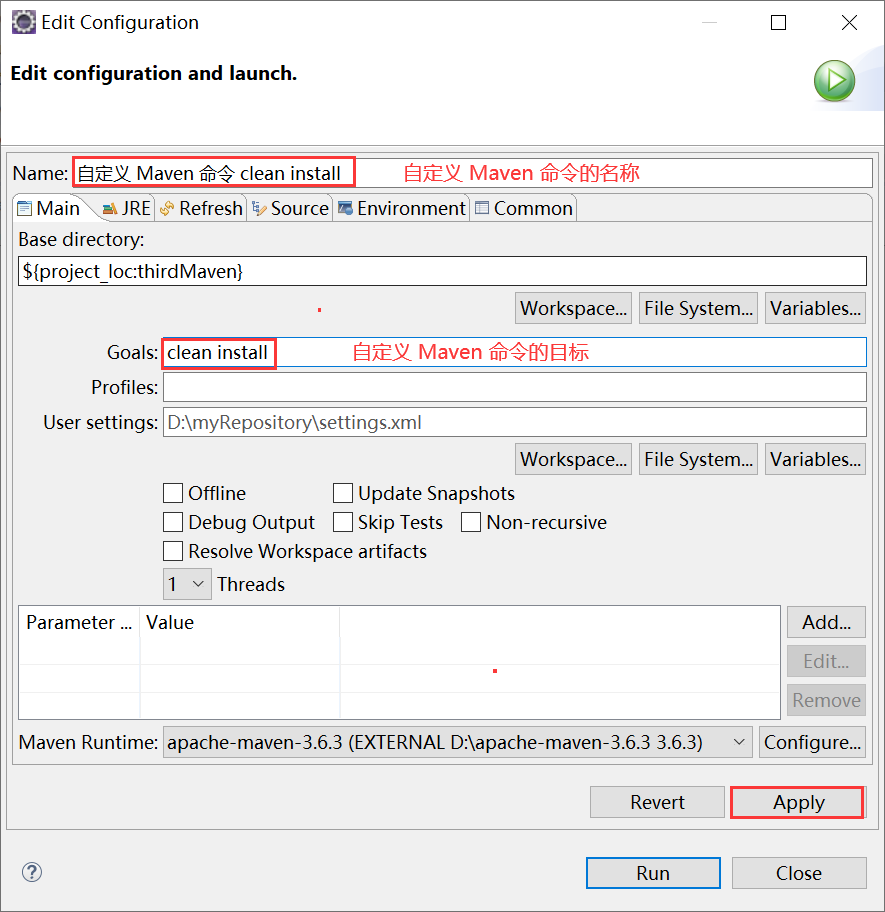 Edit Configuration
Edit configuration and launch.
Name: 自定义 Maven 命令 clean install 自定义 Maven 命令的名称
Main JRE Refresh Source Environment Common
Base directory:
${project_loc:thirdMaven}
Workspace... File System... Variables...
Goals: clean install 自定义 Maven 命令的目标
Profiles:
User settings: D:\myRepository\settings.xml
Workspace... File System... Variables...
Offline Update Snapshots
Debug Output Skip Tests Non-recursive
Resolve Workspace artifacts
1 Threads
Parameter ... Value Add...
Edit...
Remove
Maven Runtime: apache-maven-3.6.3 (EXTERNAL D:\apache-maven-3.6.3 3.6.3) Configure...
Revert Apply
? Run Close